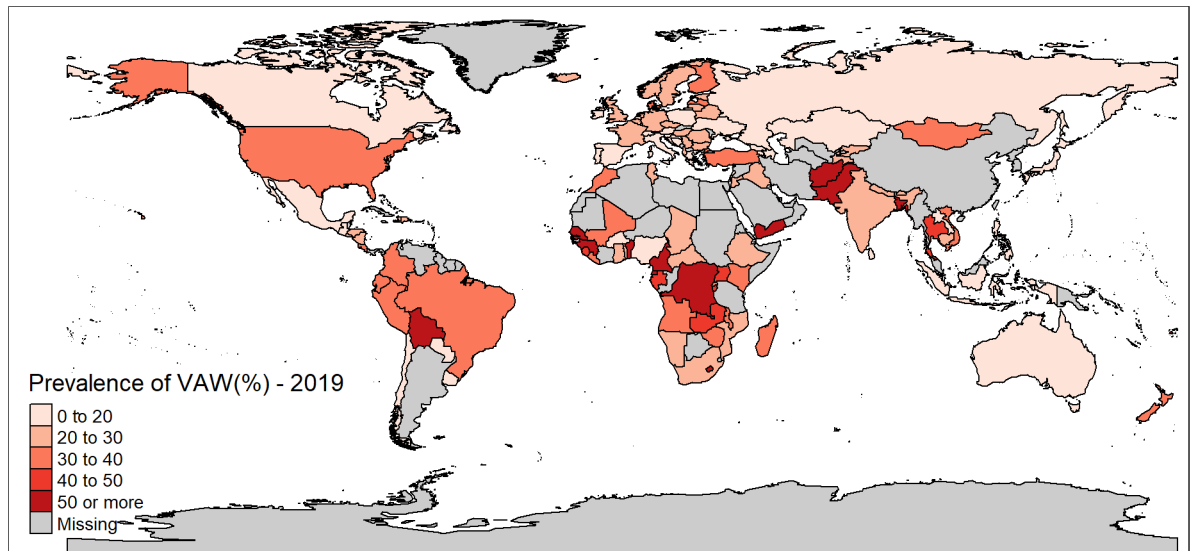 Prevalence of VAW(%) - 2019
0 to 20
20 to 30
30 to 40
40 to 50
50 or more
Missing